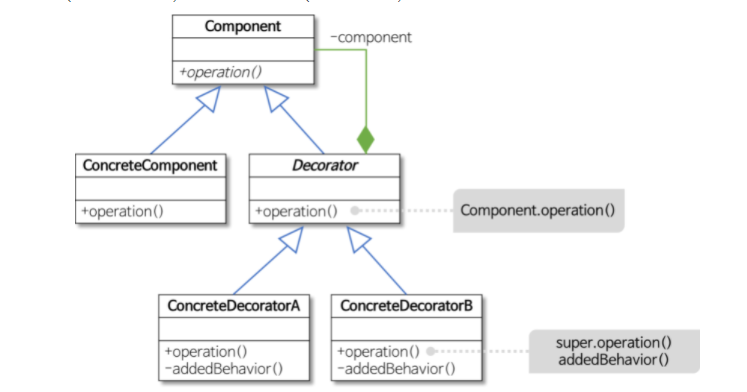 Component
-component
+operation()
ConcreteComponent
+operation()
Decorator
+operation()
Component.operation()
ConcreteDecoratorA
+operation()
-addedBehavior()
ConcreteDecoratorB
+operation()
-addedBehavior()
super.operation()
addedBehavior()